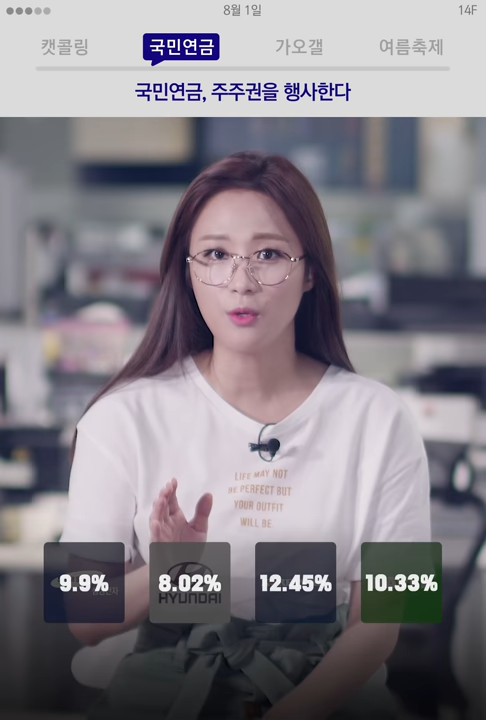 8월 1일
14F
캣콜링
국민연금
가오갤
여름축제
국민연금, 주주권을 행사한다
LIFE MAY NOT
BE PERFECT BUT
YOUR OUTFIT
WILL BE.
9.9%
8.02%
12.45%
10.33%
HYUNDAI